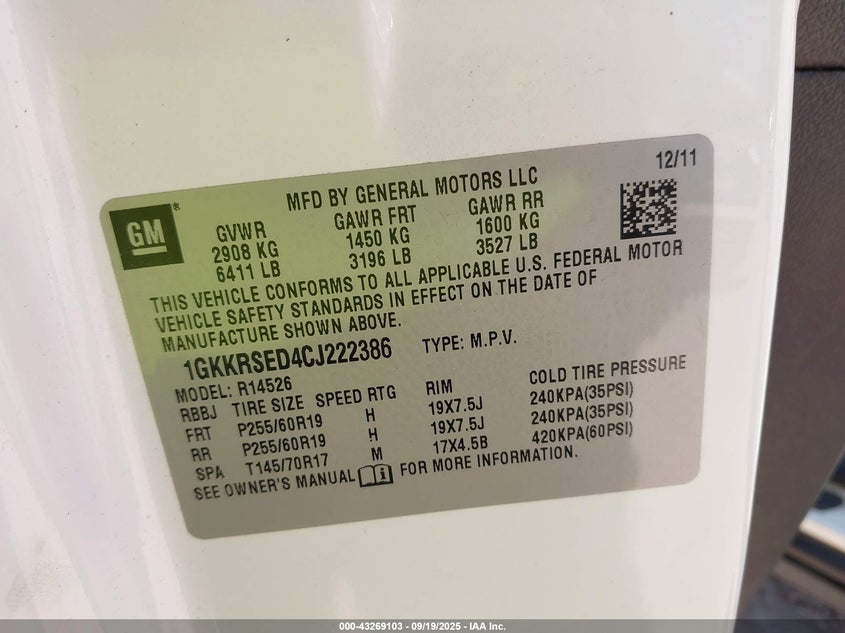 12/11
MFD BY GENERAL MOTORS LLC
GM®
GVWR GAWR FRT GAWR RR
2908 KG 1450 KG 1600 KG
6411 LB 3196 LB 3527 LB
THIS VEHICLE CONFORMS TO ALL APPLICABLE U.S. FEDERAL MOTOR
VEHICLE SAFETY STANDARDS IN EFFECT ON THE DATE OF
MANUFACTURE SHOWN ABOVE.
1GKKRSED4CJ222386 TYPE: M.P.V.
MODEL: R14526
RBBJ TIRE SIZE SPEED RTG RIM COLD TIRE PRESSURE
FRT P255/60R19 H 19X7.5J 240KPA(35PSI)
RR P255/60R19 H 19X7.5J 240KPA(35PSI)
SPA T145/70R17 M 17X4.5B 420KPA(60PSI)
SEE OWNER'S MANUAL i FOR MORE INFORMATION.
000-43269103 - 09/19/2025 - IAA Inc.